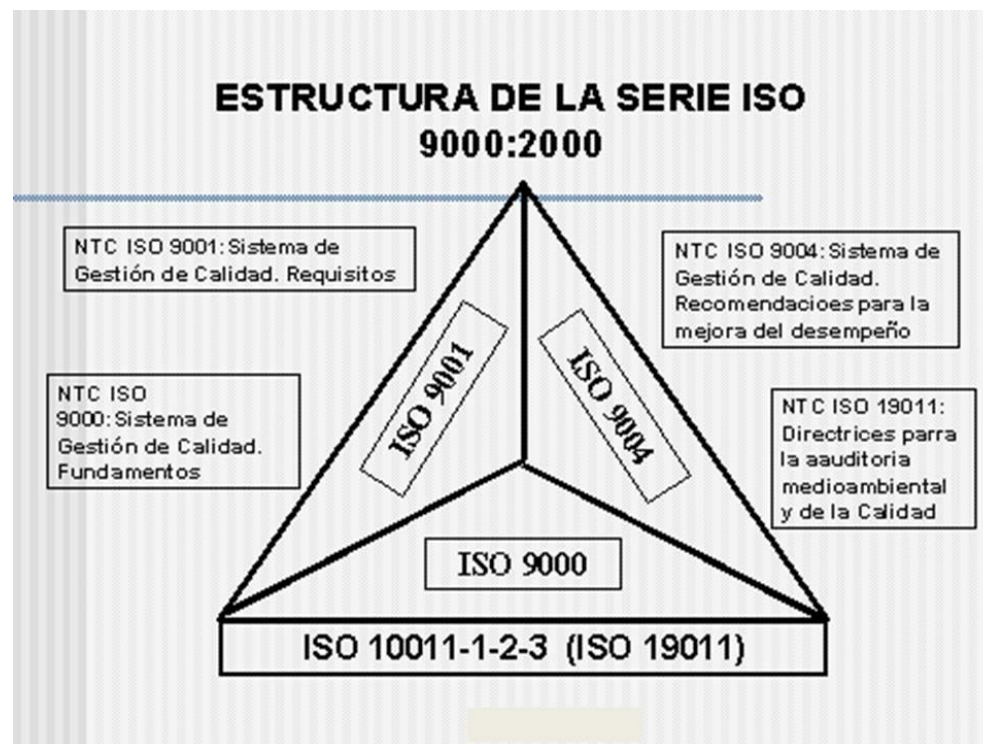 ESTRUCTURA DE LA SERIE ISO
9000:2000
NTC ISO 9001:Sistema de
Gestión de Calidad. Requisitos
NTC ISO 9004:Sistema de
Gestión de Calidad.
Recomendacioes para la
mejora del desempeño
ISO 9001
ISO 9004
NTC ISO
9000:Sistema de
Gestión de Calidad.
Fundamentos
NTC ISO 19011:
Directrices parra
la aauditoria
medioambiental
y de la Calidad
ISO 9000
ISO 10011-1-2-3 (ISO 19011)